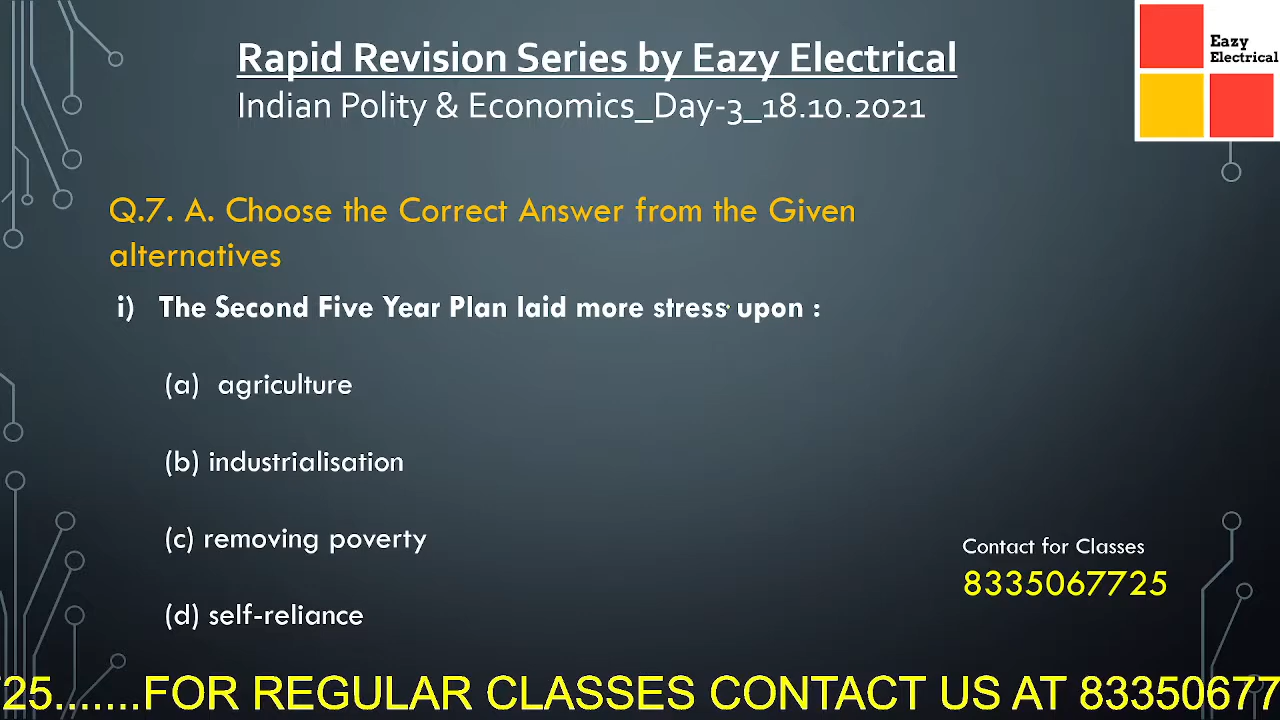 Rapid Revision Series by Eazy Electrical
Indian Polity & Economics_Day-3_18.10.2021
Eazy
Electrical
Q.7. A. Choose the Correct Answer from the Given
alternatives
i) The Second Five Year Plan laid more stress upon :
(a) agriculture
(b) industrialisation
(c) removing poverty
(d) self-reliance
Contact for Classes
8335067725
25.......FOR REGULAR CLASSES CONTACT US AT 8335067